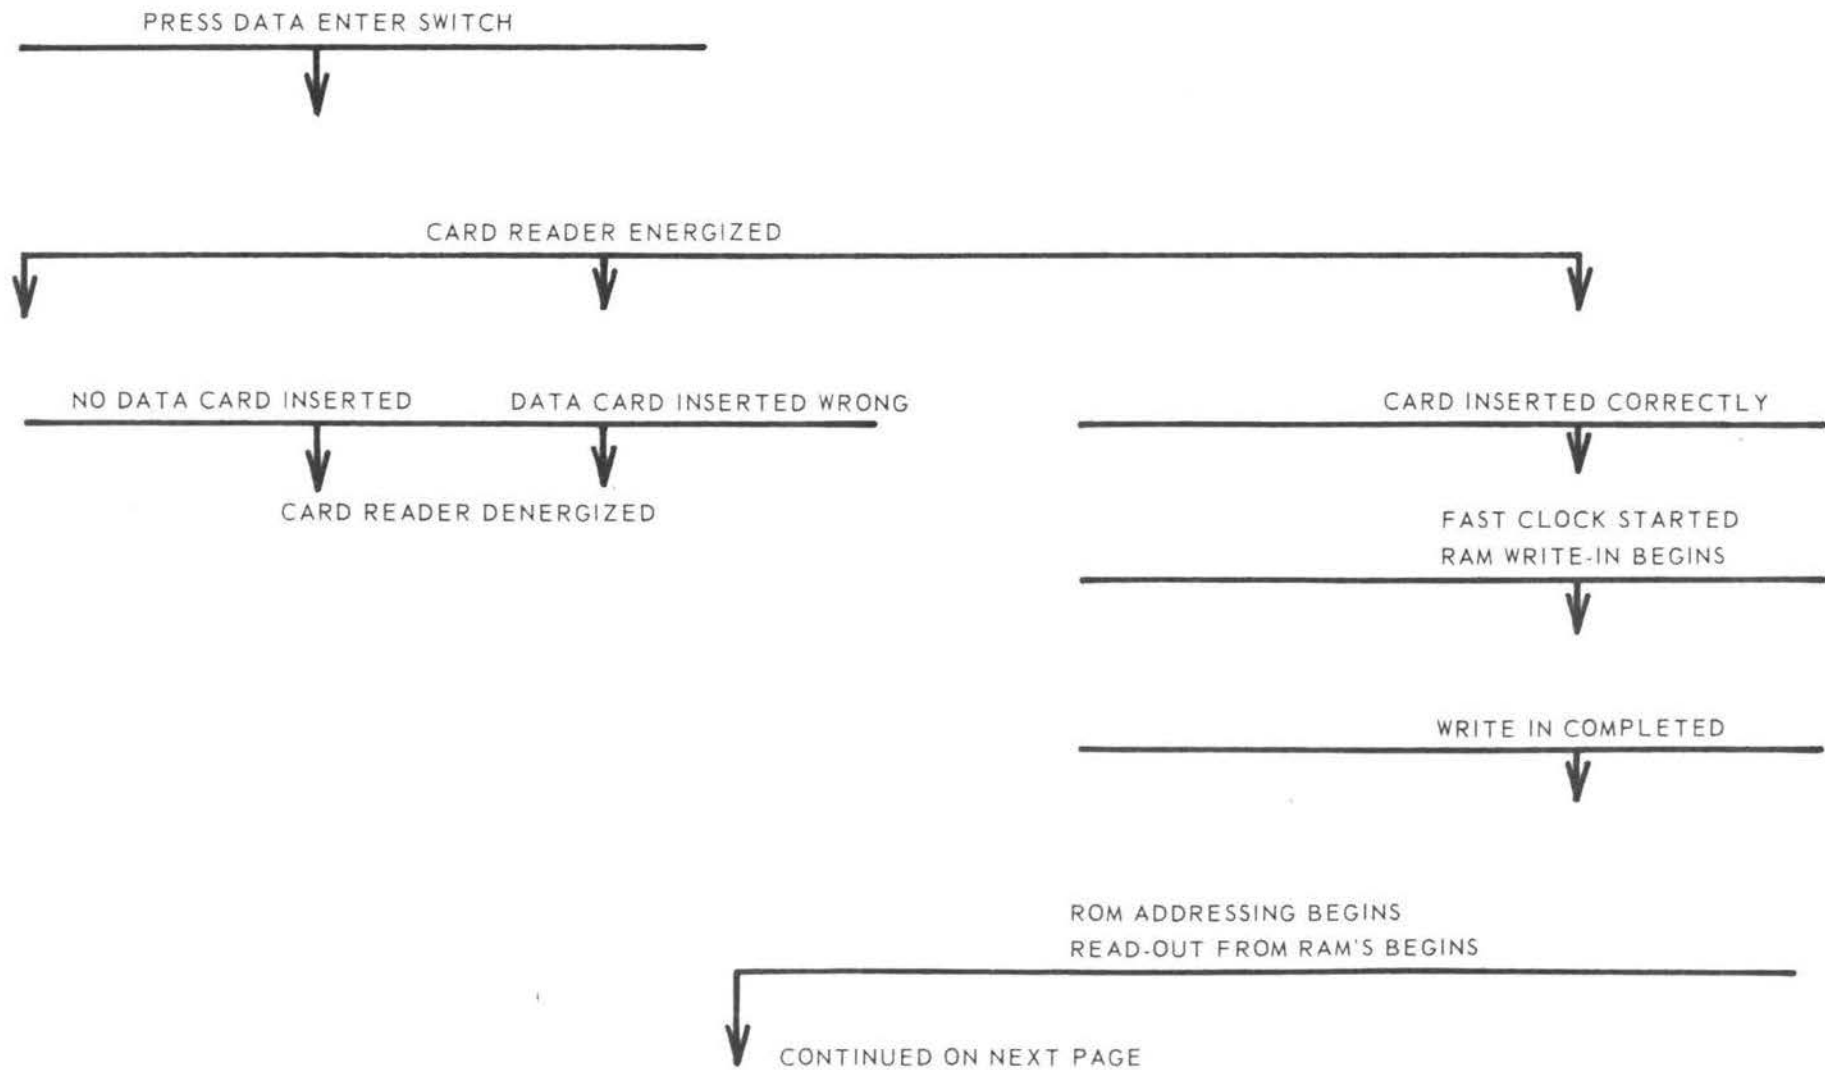 PRESS DATA ENTER SWITCH
CARD READER ENERGIZED
NO DATA CARD INSERTED
DATA CARD INSERTED WRONG
CARD INSERTED CORRECTLY
CARD READER DENERGIZED
FAST CLOCK STARTED
RAM WRITE-IN BEGINS
WRITE IN COMPLETED
ROM ADDRESSING BEGINS
READ-OUT FROM RAM'S BEGINS
CONTINUED ON NEXT PAGE